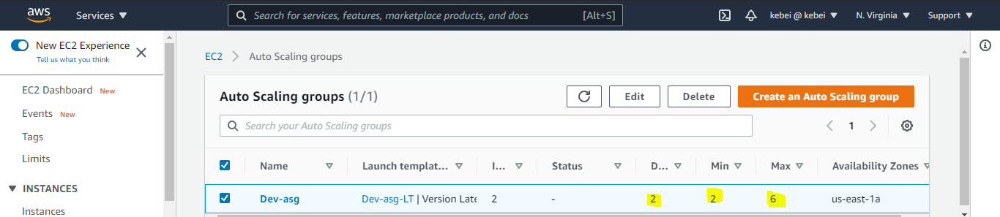 aws Services Search for services, features, marketplace products, and docs [Alt+S] kebei @ kebei N. Virginia Support
New EC2 Experience
Tell us what you think
EC2 Dashboard New
Events New
Tags
Limits
INSTANCES
Instances
EC2 > Auto Scaling groups
Auto Scaling groups (1/1) Edit Delete Create an Auto Scaling group
Search your Auto Scaling groups 1
Name Launch templat... I... Status D... Min Max Availability Zones
Dev-asg Dev-asg-LT | Version Late 2 - 2 2 6 us-east-1a